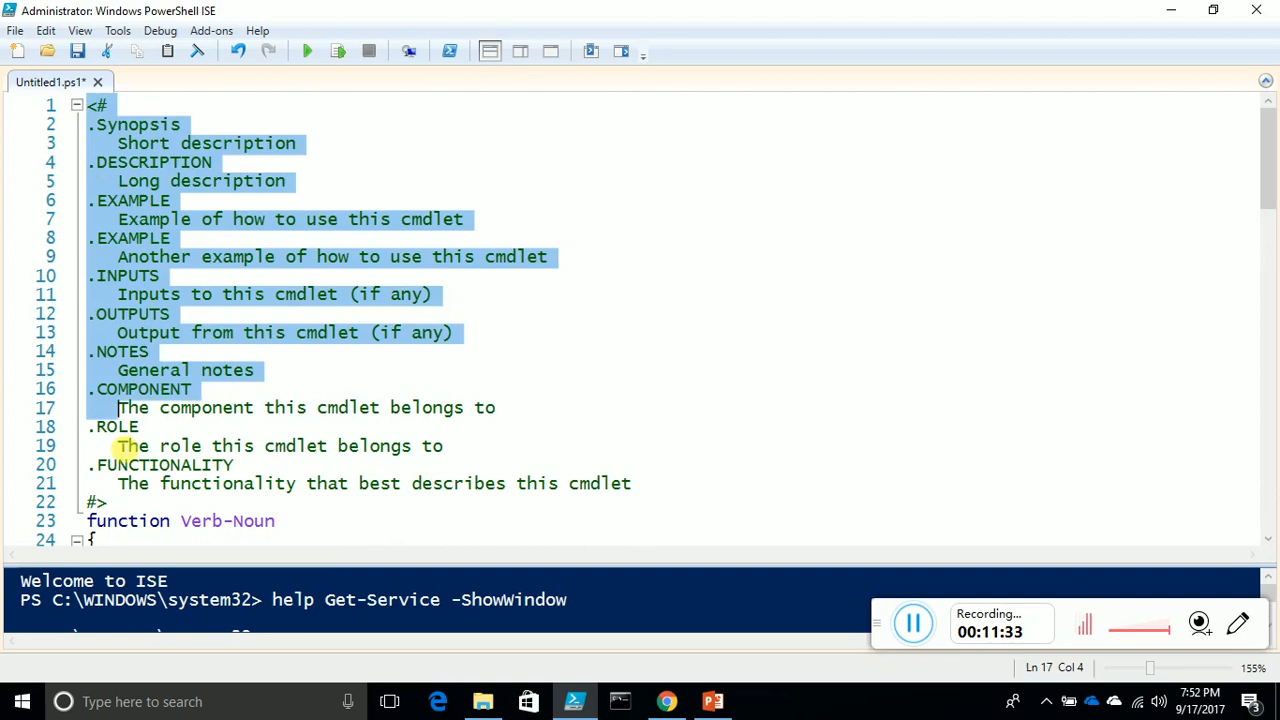 Administrator: Windows PowerShell ISE
File Edit View Tools Debug Add-ons Help
Untitled1.ps1*
1 <#
2 .Synopsis
3 Short description
4 .DESCRIPTION
5 Long description
6 .EXAMPLE
7 Example of how to use this cmdlet
8 .EXAMPLE
9 Another example of how to use this cmdlet
10 .INPUTS
11 Inputs to this cmdlet (if any)
12 .OUTPUTS
13 Output from this cmdlet (if any)
14 .NOTES
15 General notes
16 .COMPONENT
17 The component this cmdlet belongs to
18 .ROLE
19 The role this cmdlet belongs to
20 .FUNCTIONALITY
21 The functionality that best describes this cmdlet
22 #>
23 function Verb-Noun
24 {
Welcome to ISE
PS C:\WINDOWS\system32> help Get-Service -ShowWindow
Recording...
00:11:33
Ln 17 Col 4
155%
Type here to search
7:52 PM
9/17/2017
3